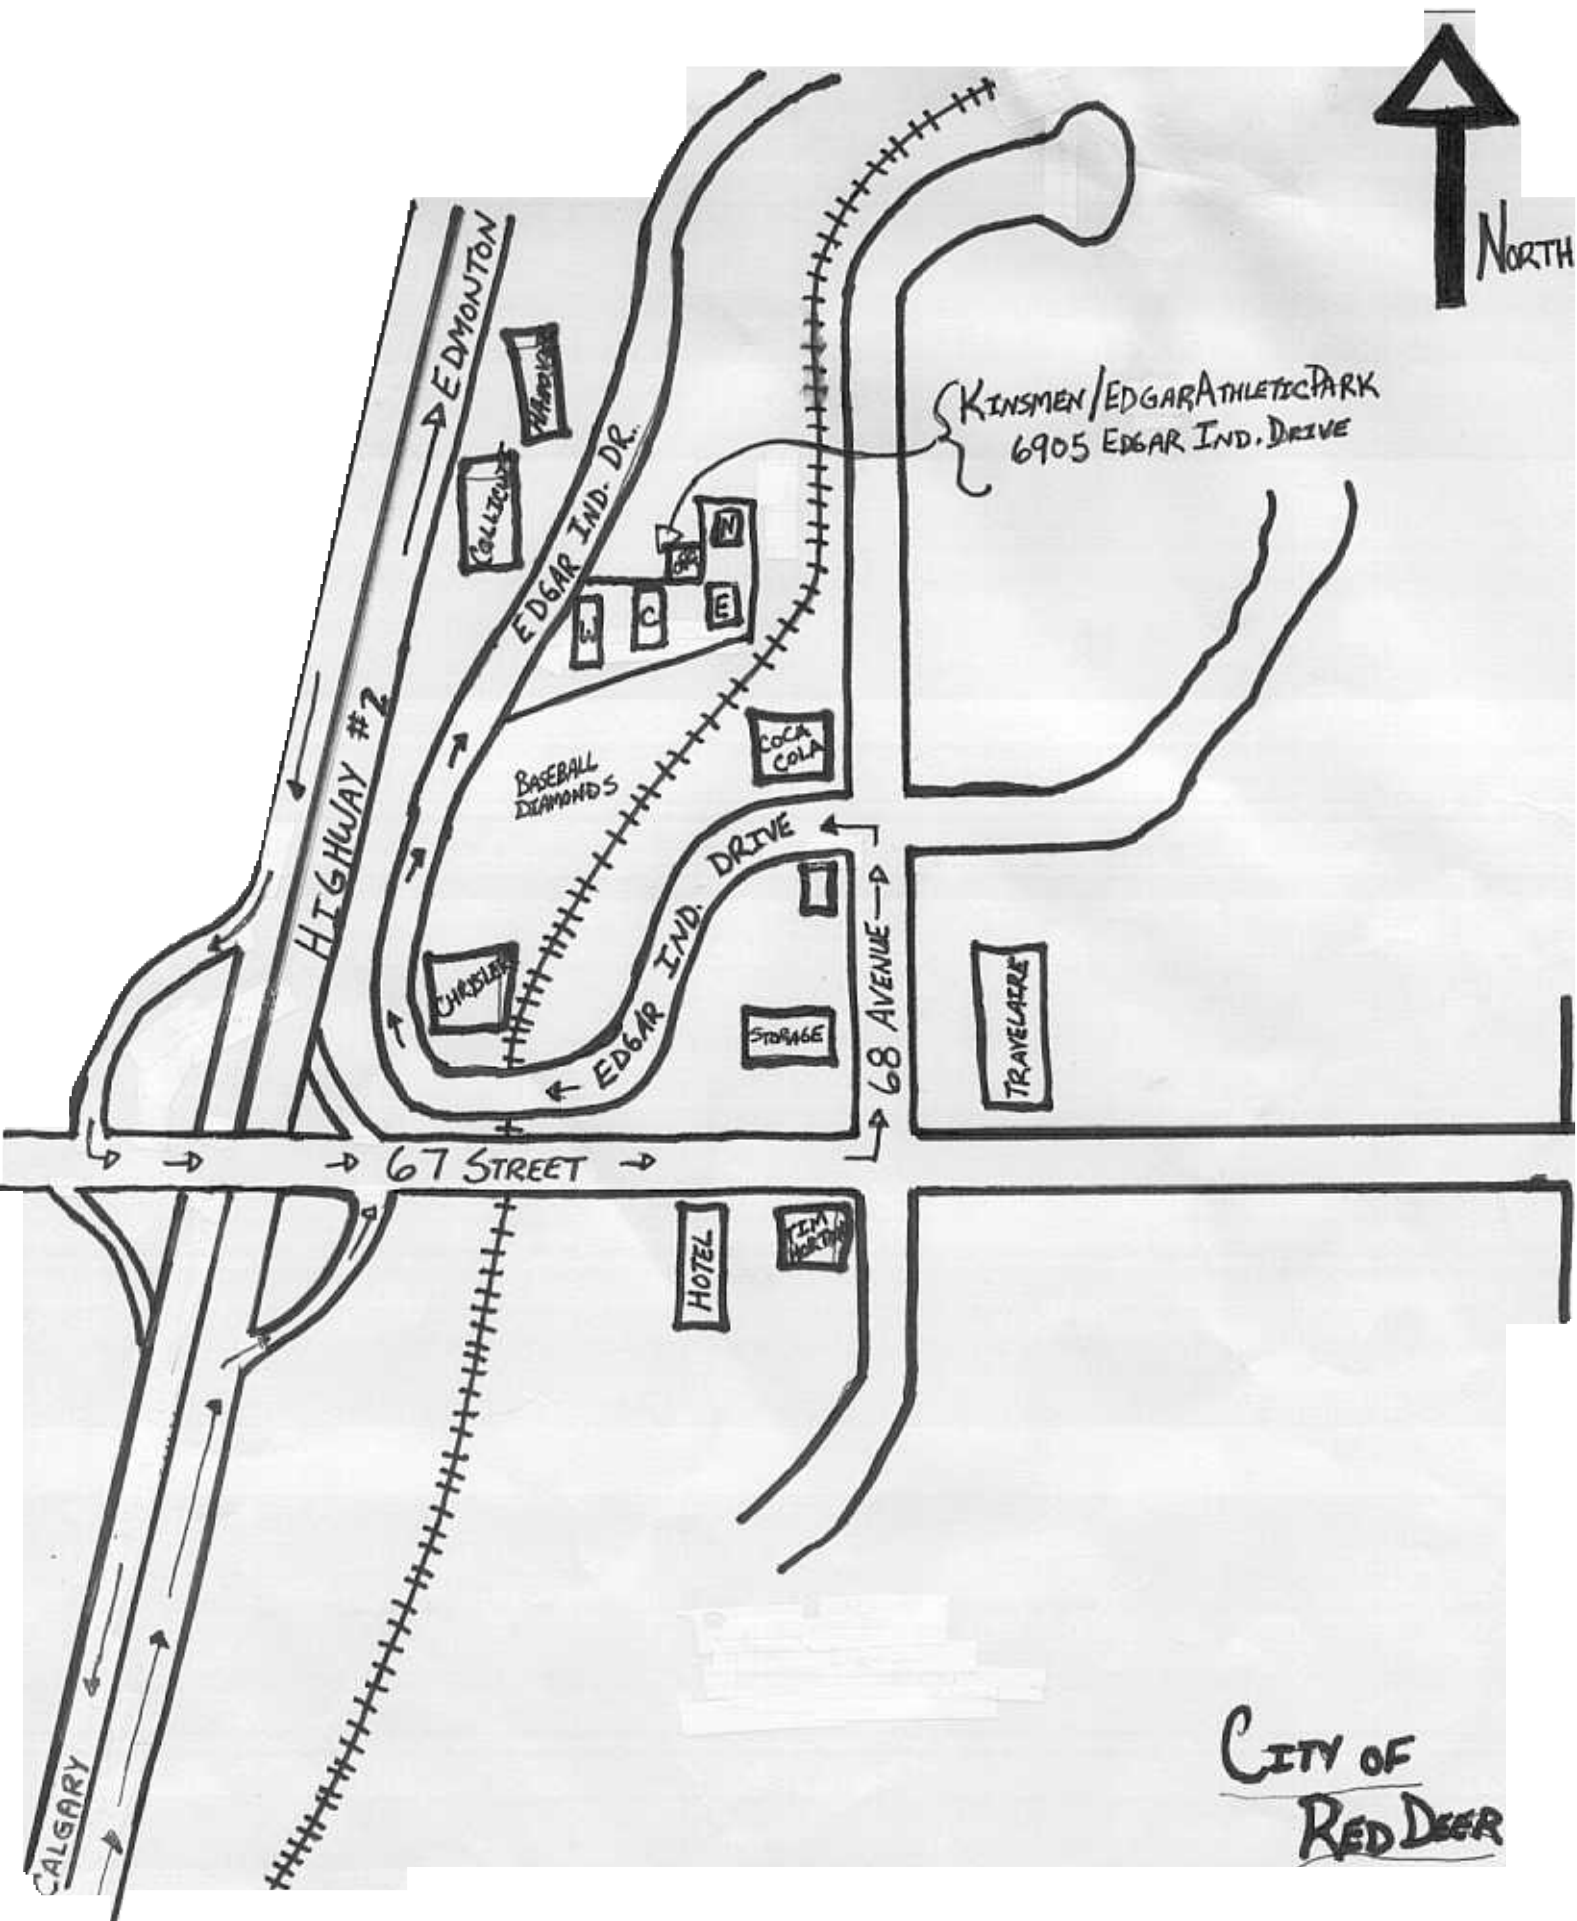 NORTH
EDMONTON
KINSMEN/EDGAR ATHLETIC PARK
6905 EDGAR IND. DRIVE
EDGAR IND. DR.
COLLICUTT
N
E
C
W
HIGHWAY #2
BASEBALL
DIAMONDS
COCA
COLA
EDGAR IND. DRIVE
CHRYSLER
STORAGE
68 AVENUE
TRAVELAIRE
67 STREET
HOTEL
TIM
HORTONS
CALGARY
CITY OF
RED DEER